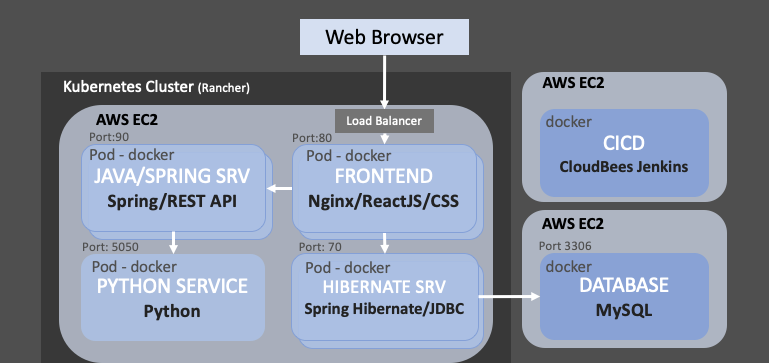 Web Browser
Kubernetes Cluster (Rancher)
AWS EC2
Load Balancer
Port:90
Pod - docker
JAVA/SPRING SRV
Spring/REST API
Port:80
Pod - docker
FRONTEND
Nginx/ReactJS/CSS
Port: 5050
Pod - docker
PYTHON SERVICE
Python
Port: 70
Pod - docker
HIBERNATE SRV
Spring Hibernate/JDBC
AWS EC2
docker
CICD
CloudBees Jenkins
AWS EC2
Port 3306
docker
DATABASE
MySQL